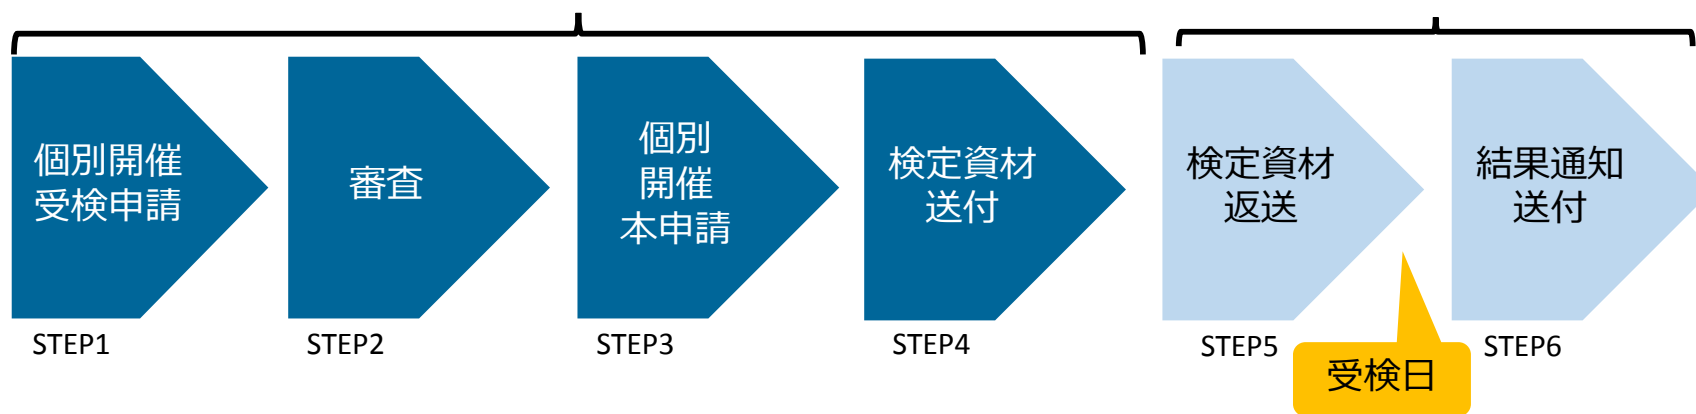 個別開催
受検申請
審査
個別
開催
本申請
検定資材
送付
検定資材
返送
結果通知
送付
STEP1
STEP2
STEP3
STEP4
STEP5
STEP6
受検日